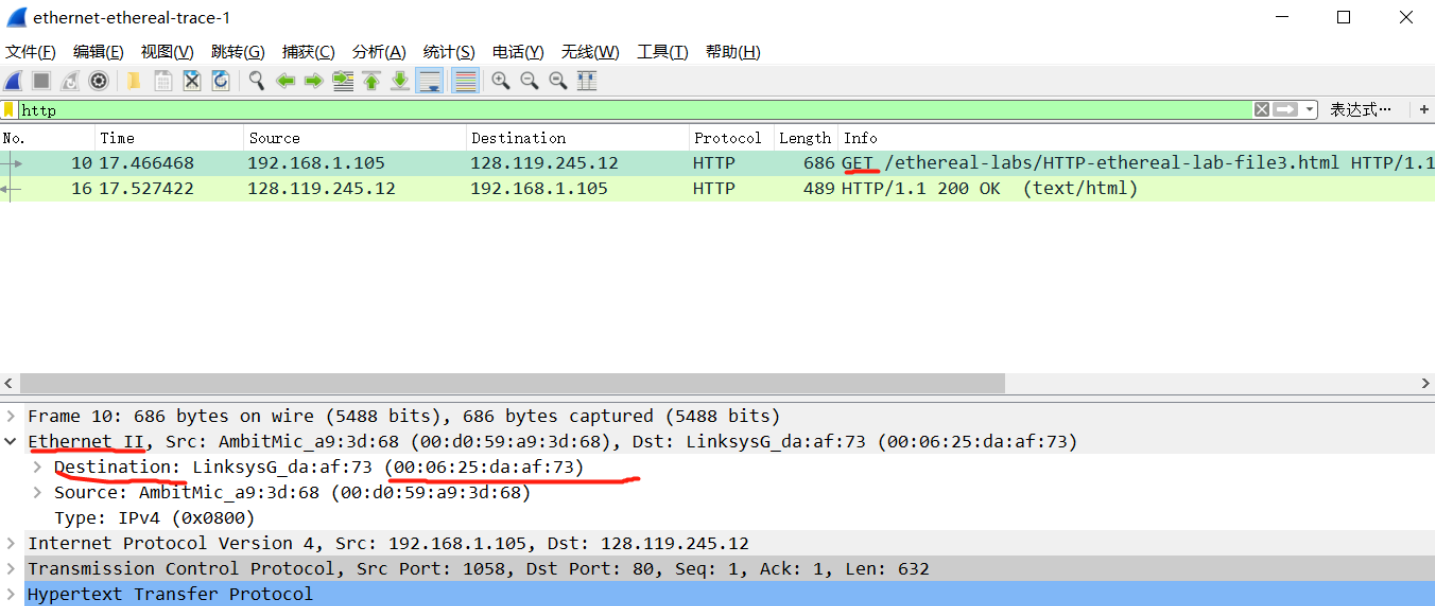 ethernet-ethereal-trace-1
文件(F) 编辑(E) 视图(V) 跳转(G) 捕获(C) 分析(A) 统计(S) 电话(Y) 无线(W) 工具(T) 帮助(H)
http 表达式… +
No. Time Source Destination Protocol Length Info
10 17.466468 192.168.1.105 128.119.245.12 HTTP 686 GET /ethereal-labs/HTTP-ethereal-lab-file3.html HTTP/1.1
16 17.527422 128.119.245.12 192.168.1.105 HTTP 489 HTTP/1.1 200 OK (text/html)
Frame 10: 686 bytes on wire (5488 bits), 686 bytes captured (5488 bits)
Ethernet II, Src: AmbitMic_a9:3d:68 (00:d0:59:a9:3d:68), Dst: LinksysG_da:af:73 (00:06:25:da:af:73)
Destination: LinksysG_da:af:73 (00:06:25:da:af:73)
Source: AmbitMic_a9:3d:68 (00:d0:59:a9:3d:68)
Type: IPv4 (0x0800)
Internet Protocol Version 4, Src: 192.168.1.105, Dst: 128.119.245.12
Transmission Control Protocol, Src Port: 1058, Dst Port: 80, Seq: 1, Ack: 1, Len: 632
Hypertext Transfer Protocol